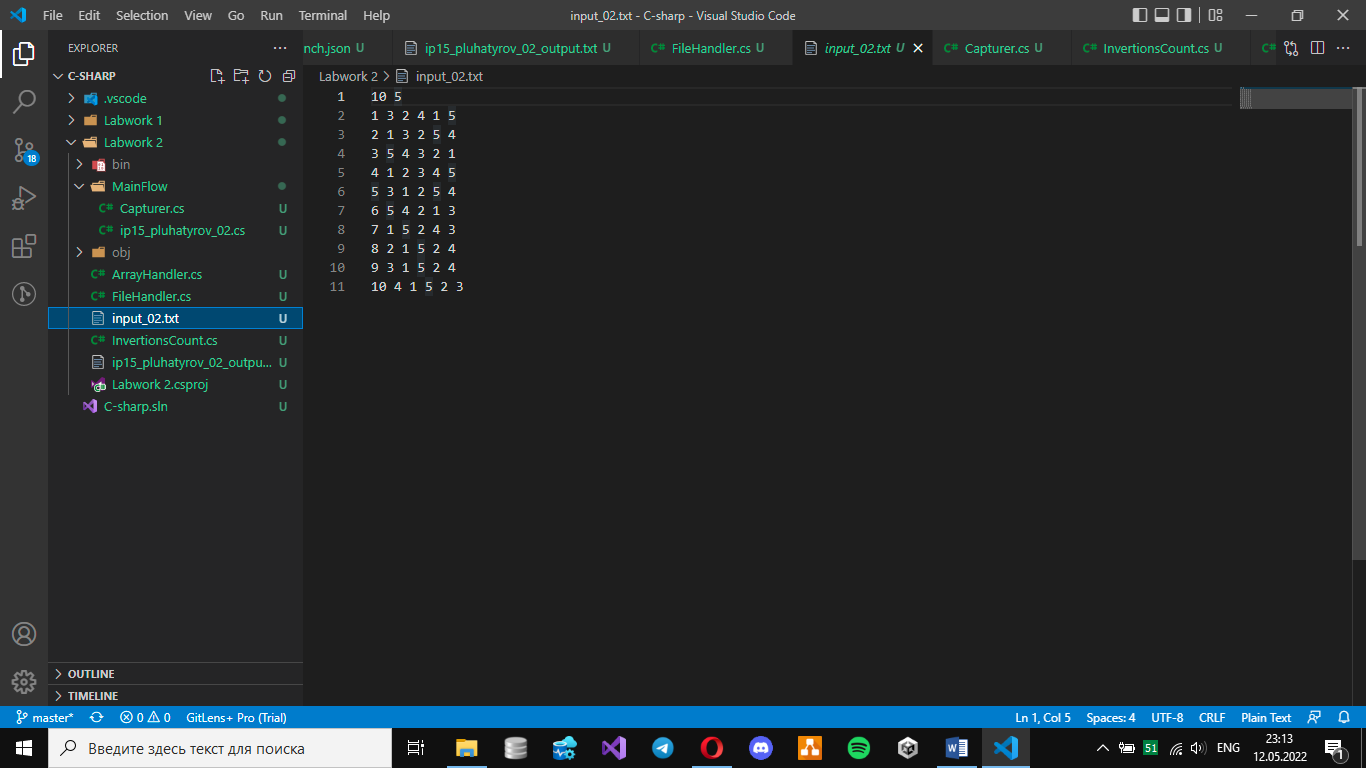 File Edit Selection View Go Run Terminal Help input_02.txt - C-sharp - Visual Studio Code
EXPLORER
nch.json U ip15_pluhatyrov_02_output.txt U FileHandler.cs U input_02.txt U Capturer.cs U InvertionsCount.cs U
C-SHARP
Labwork 2 > input_02.txt
.vscode
Labwork 1
Labwork 2
bin
MainFlow
Capturer.cs U
ip15_pluhatyrov_02.cs U
obj
ArrayHandler.cs U
FileHandler.cs U
input_02.txt U
InvertionsCount.cs U
ip15_pluhatyrov_02_outpu... U
Labwork 2.csproj U
C-sharp.sln U
18
1 10 5
2 1 3 2 4 1 5
3 2 1 3 2 5 4
4 3 5 4 3 2 1
5 4 1 2 3 4 5
6 5 3 1 2 5 4
7 6 5 4 2 1 3
8 7 1 5 2 4 3
9 8 2 1 5 2 4
10 9 3 1 5 2 4
11 10 4 1 5 2 3
OUTLINE
TIMELINE
master* 0 0 GitLens+ Pro (Trial) Ln 1, Col 5 Spaces: 4 UTF-8 CRLF Plain Text
Введите здесь текст для поиска
51 ENG 23:13
12.05.2022
1